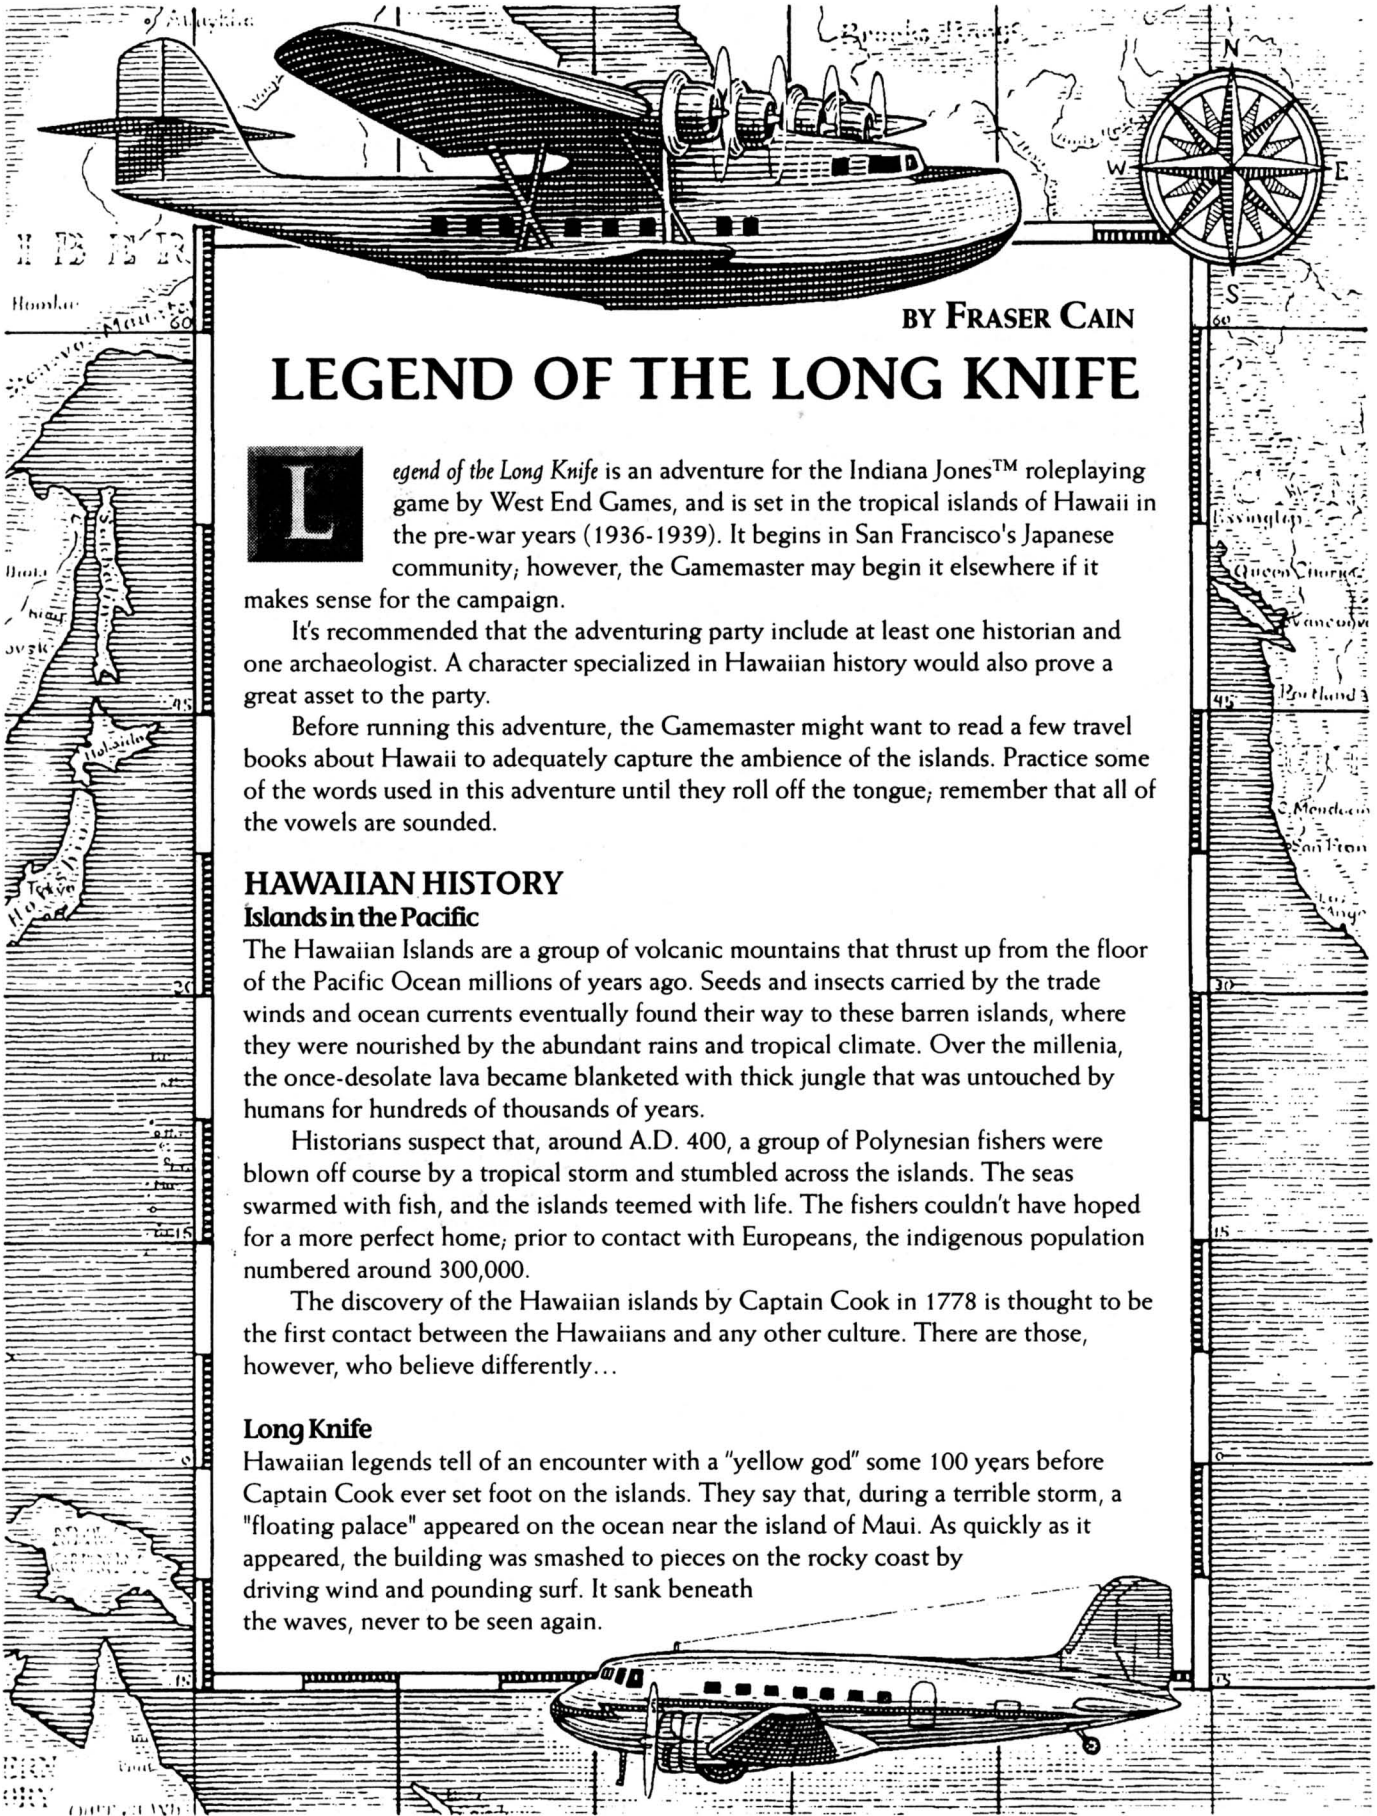 N
W
E
S
BY FRASER CAIN
LEGEND OF THE LONG KNIFE
Legend of the Long Knife is an adventure for the Indiana Jones™ roleplaying
game by West End Games, and is set in the tropical islands of Hawaii in
the pre-war years (1936-1939). It begins in San Francisco's Japanese
community; however, the Gamemaster may begin it elsewhere if it
makes sense for the campaign.
It's recommended that the adventuring party include at least one historian and
one archaeologist. A character specialized in Hawaiian history would also prove a
great asset to the party.
Before running this adventure, the Gamemaster might want to read a few travel
books about Hawaii to adequately capture the ambience of the islands. Practice some
of the words used in this adventure until they roll off the tongue; remember that all of
the vowels are sounded.
HAWAIIAN HISTORY
Islands in the Pacific
The Hawaiian Islands are a group of volcanic mountains that thrust up from the floor
of the Pacific Ocean millions of years ago. Seeds and insects carried by the trade
winds and ocean currents eventually found their way to these barren islands, where
they were nourished by the abundant rains and tropical climate. Over the millenia,
the once-desolate lava became blanketed with thick jungle that was untouched by
humans for hundreds of thousands of years.
Historians suspect that, around A.D. 400, a group of Polynesian fishers were
blown off course by a tropical storm and stumbled across the islands. The seas
swarmed with fish, and the islands teemed with life. The fishers couldn't have hoped
for a more perfect home; prior to contact with Europeans, the indigenous population
numbered around 300,000.
The discovery of the Hawaiian islands by Captain Cook in 1778 is thought to be
the first contact between the Hawaiians and any other culture. There are those,
however, who believe differently...
Long Knife
Hawaiian legends tell of an encounter with a "yellow god" some 100 years before
Captain Cook ever set foot on the islands. They say that, during a terrible storm, a
"floating palace" appeared on the ocean near the island of Maui. As quickly as it
appeared, the building was smashed to pieces on the rocky coast by
driving wind and pounding surf. It sank beneath
the waves, never to be seen again.
60
45
15
0
15
60
45
30
15
0
15
Tokyo